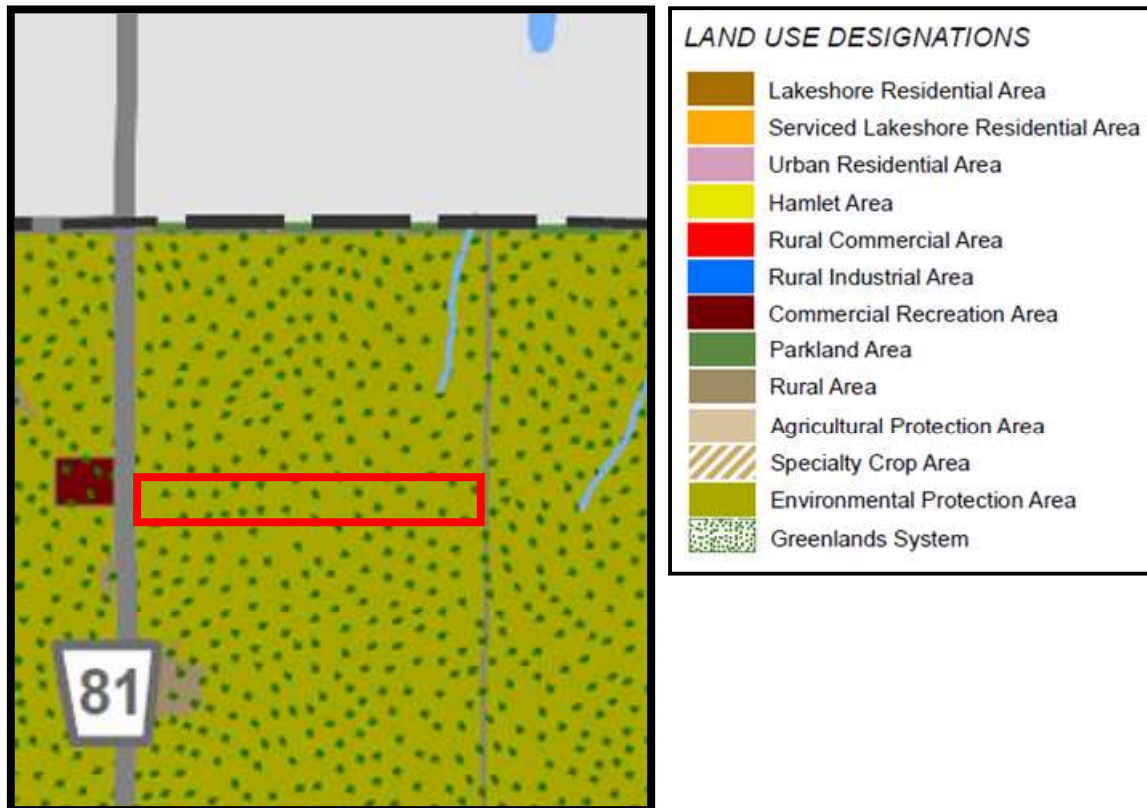 81
LAND USE DESIGNATIONS
Lakeshore Residential Area
Serviced Lakeshore Residential Area
Urban Residential Area
Hamlet Area
Rural Commercial Area
Rural Industrial Area
Commercial Recreation Area
Parkland Area
Rural Area
Agricultural Protection Area
Specialty Crop Area
Environmental Protection Area
Greenlands System